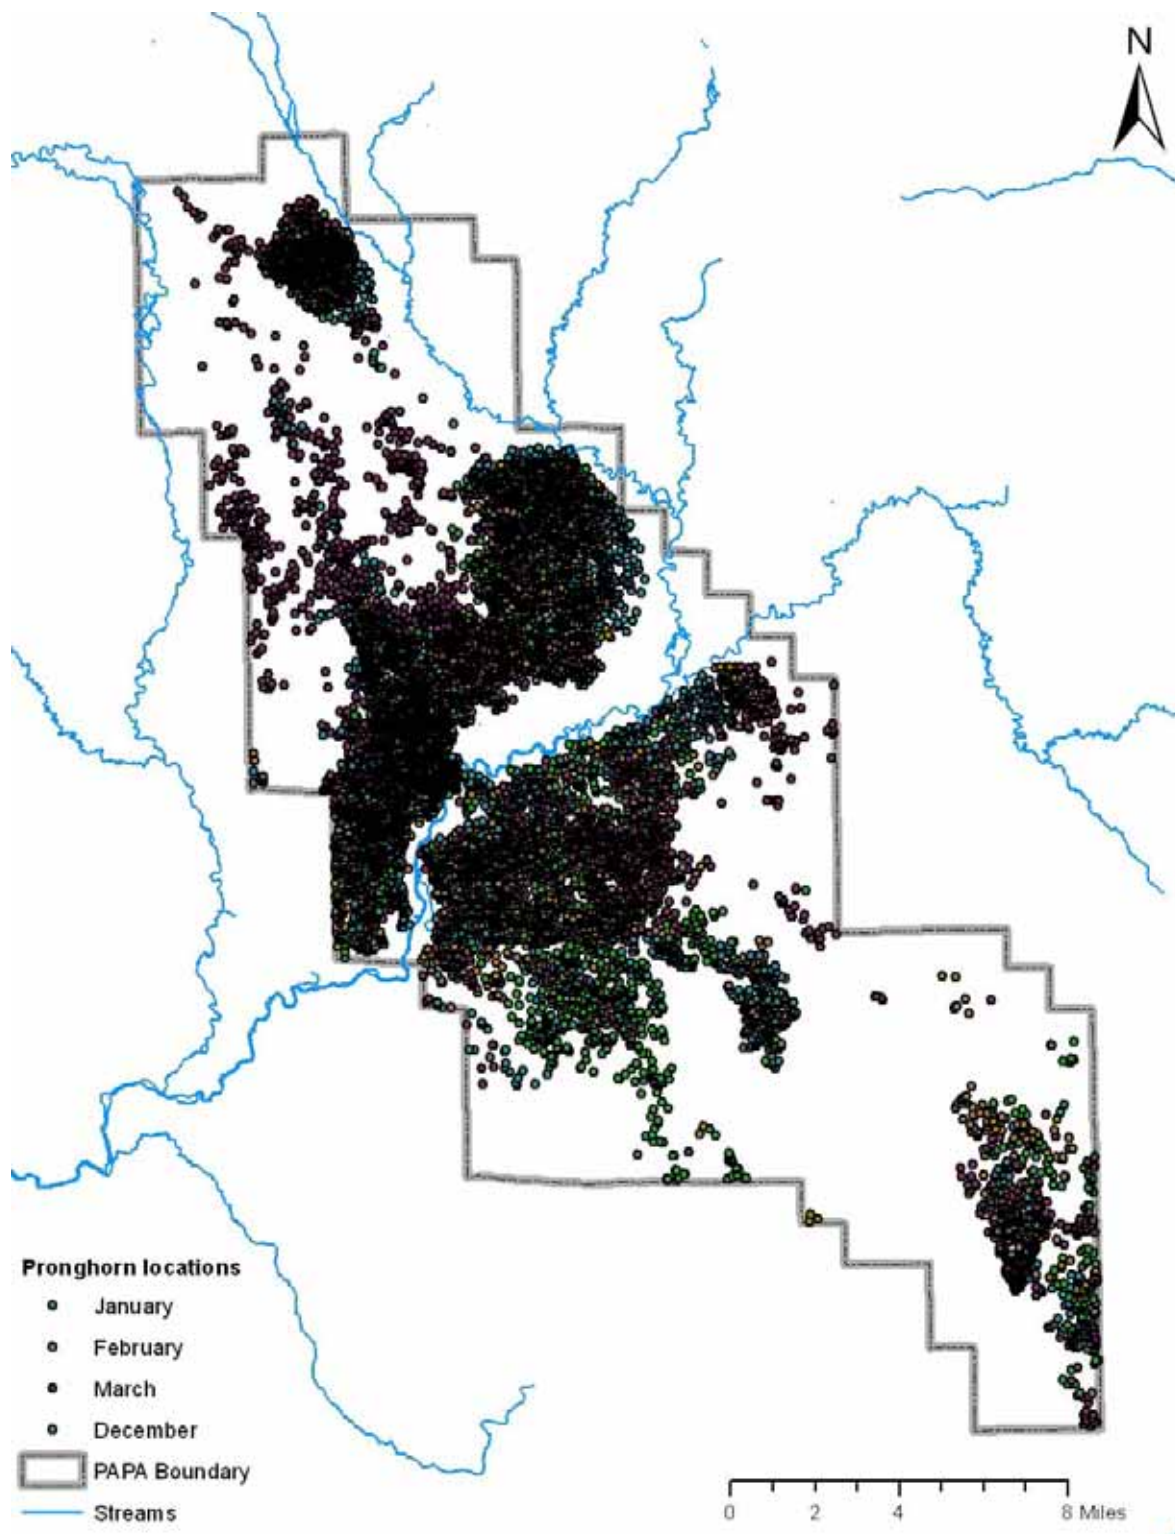 N
Pronghorn locations
January
February
March
December
PAPA Boundary
Streams
0 2 4 8 Miles